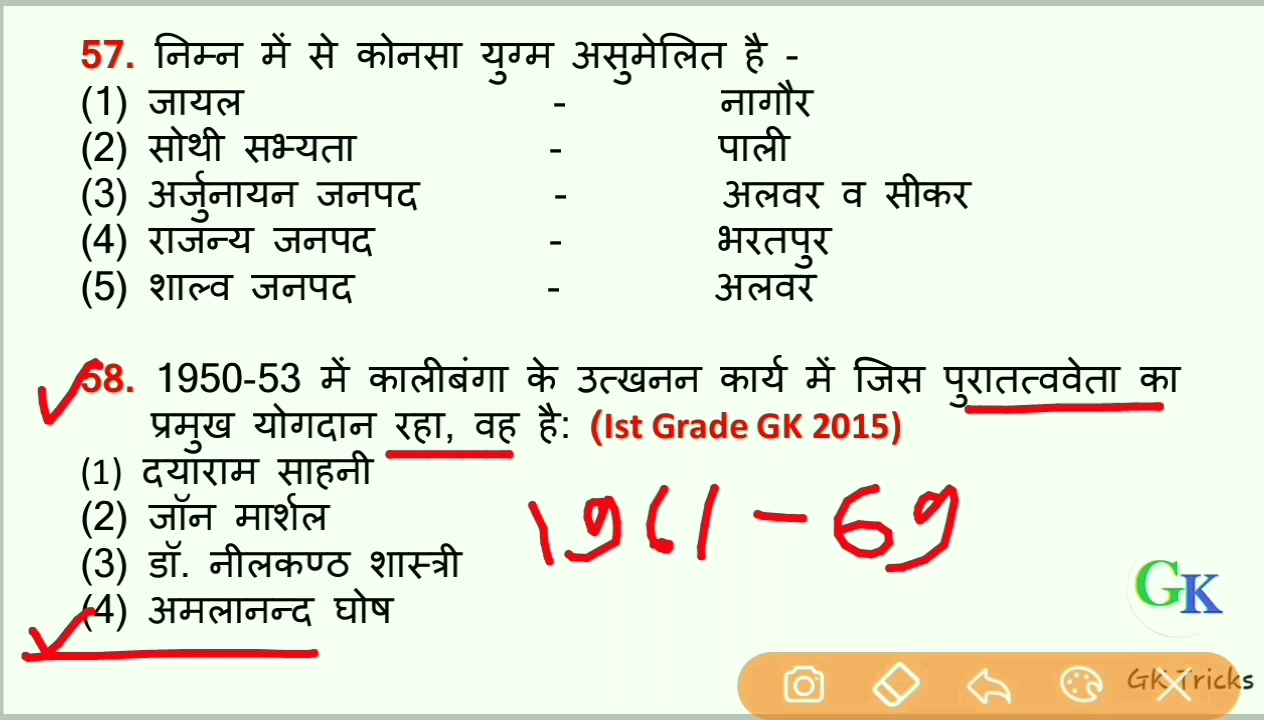 57. निम्न में से कोनसा युग्म असुमेलित है -
(1) जायल - नागौर
(2) सोथी सभ्यता - पाली
(3) अर्जुनायन जनपद - अलवर व सीकर
(4) राजन्य जनपद - भरतपुर
(5) शाल्व जनपद - अलवर
58. 1950-53 में कालीबंगा के उत्खनन कार्य में जिस पुरातत्ववेता का
प्रमुख योगदान रहा, वह है: (Ist Grade GK 2015)
(1) दयाराम साहनी
(2) जॉन मार्शल
1961-69
(3) डॉ. नीलकण्ठ शास्त्री
(4) अमलानन्द घोष
GK
GK Tricks